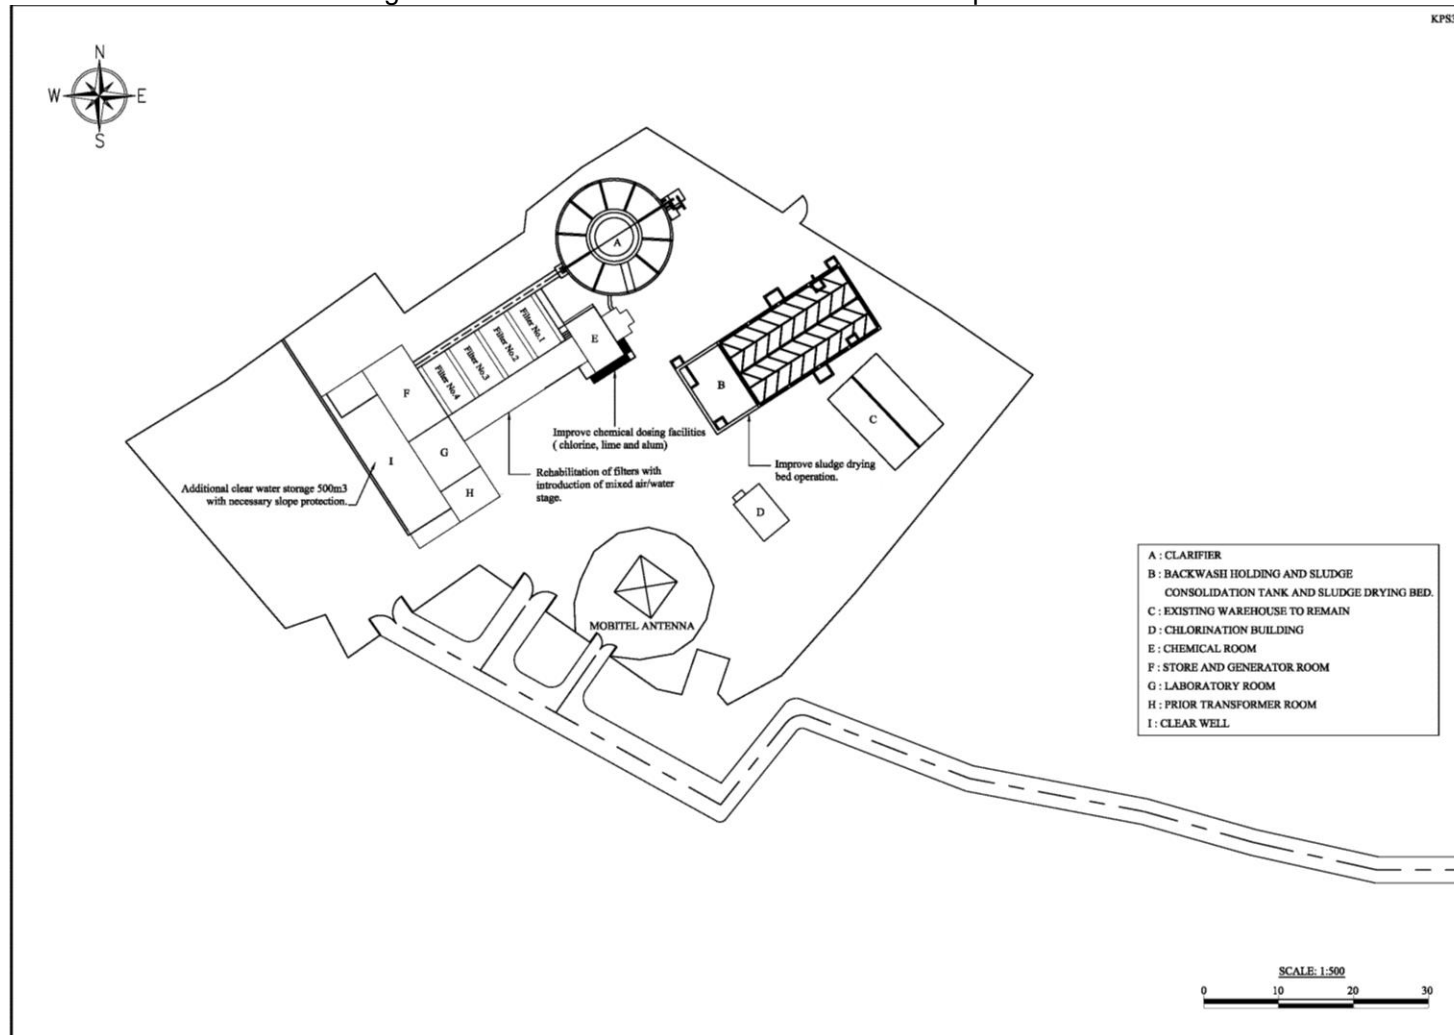 KPS3
N
W E
S
A
Filter No.1
Filter No.2
Filter No.3
Filter No.4
E
F
B
C
G
I
H
D
Improve chemical dosing facilities
( chlorine, lime and alum)
Rehabilitation of filters with
introduction of mixed air/water
stage.
Improve sludge drying
bed operation.
Additional clear water storage 500m3
with necessary slope protection.
MOBITEL ANTENNA
A : CLARIFIER
B : BACKWASH HOLDING AND SLUDGE
CONSOLIDATION TANK AND SLUDGE DRYING BED.
C : EXISTING WAREHOUSE TO REMAIN
D : CHLORINATION BUILDING
E : CHEMICAL ROOM
F : STORE AND GENERATOR ROOM
G : LABORATORY ROOM
H : PRIOR TRANSFORMER ROOM
I : CLEAR WELL
SCALE: 1:500
0 10 20 30